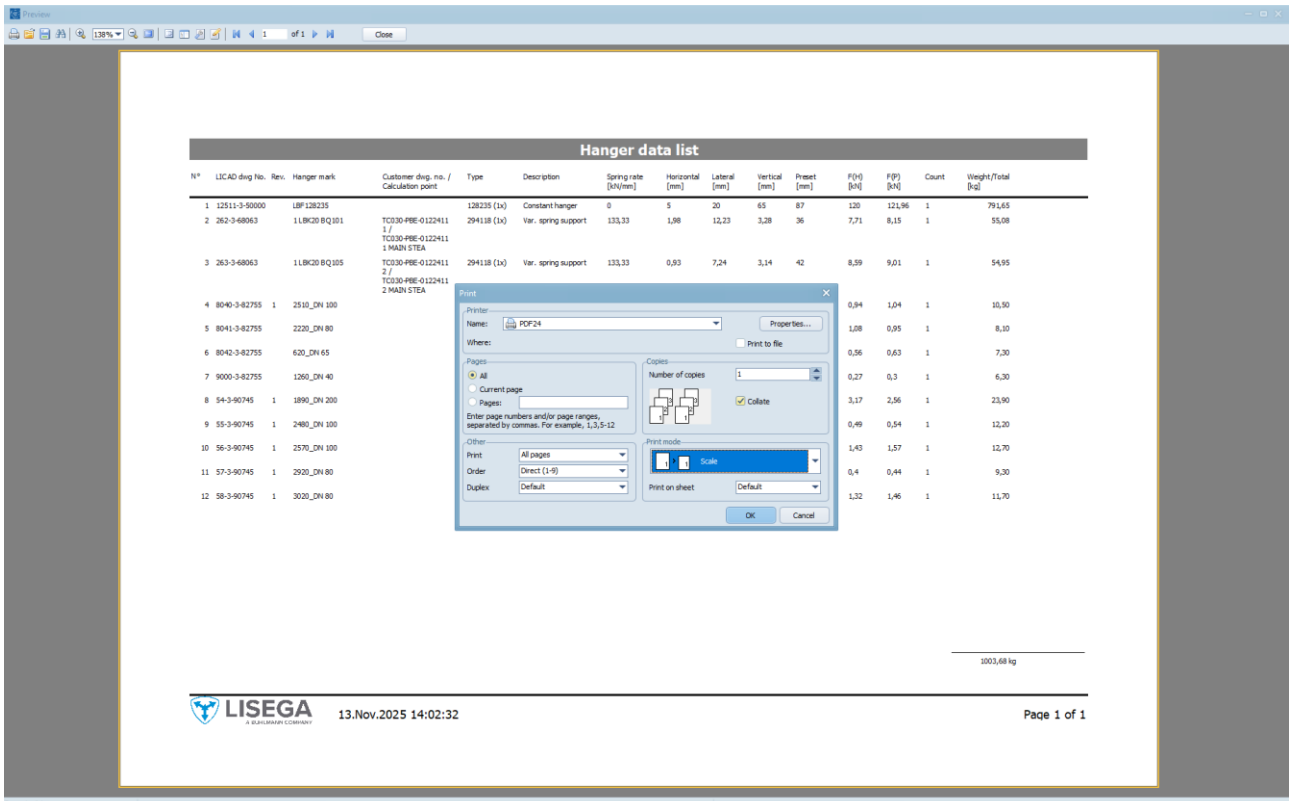 Preview
138% 1 of 1 Close
Hanger data list
N° LICAD dwg No. Rev. Hanger mark Customer dwg. no. / Type Description Spring rate Horizontal Lateral Vertical Preset F(H) F(P) Count Weight/Total
Calculation point [kN/mm] [mm] [mm] [mm] [mm] [kN] [kN] [kg]
1 12511-3-50000 LBF128235 128235 (1x) Constant hanger 0 5 20 65 87 120 121,96 1 791,65
2 262-3-68063 1 LBK20 BQ101 TC030-PBE-0122411 294118 (1x) Var. spring support 133,33 1,98 12,23 3,28 36 7,71 8,15 1 55,08
1 /
TC030-PBE-0122411
1 MAIN STEA
3 263-3-68063 1 LBK20 BQ105 TC030-PBE-0122411 294118 (1x) Var. spring support 133,33 0,93 7,24 3,14 42 8,59 9,01 1 54,95
2 /
TC030-PBE-0122411
2 MAIN STEA
4 8040-3-82755 1 2510_DN 100 0,94 1,04 1 10,50
5 8041-3-82755 2220_DN 80 1,08 0,95 1 8,10
6 8042-3-82755 620_DN 65 0,56 0,63 1 7,30
7 9000-3-82755 1260_DN 40 0,27 0,3 1 6,30
8 54-3-90745 1 1890_DN 200 3,17 2,56 1 23,90
9 55-3-90745 1 2480_DN 100 0,49 0,54 1 12,20
10 56-3-90745 1 2570_DN 100 1,43 1,57 1 12,70
11 57-3-90745 1 2920_DN 80 0,4 0,44 1 9,30
12 58-3-90745 1 3020_DN 80 1,32 1,46 1 11,70
Print
Printer
Name: PDF24 Properties...
Where: Print to file
Pages
All
Current page
Pages:
Enter page numbers and/or page ranges,
separated by commas. For example, 1,3,5-12
Copies
Number of copies 1
3 3
2 2
1 1
Collate
Other
Print All pages
Order Direct (1-9)
Duplex Default
Print mode
1 1 Scale
Print on sheet Default
OK Cancel
1003,68 kg
LISEGA
A BUHLMANN COMPANY
13.Nov.2025 14:02:32
Page 1 of 1